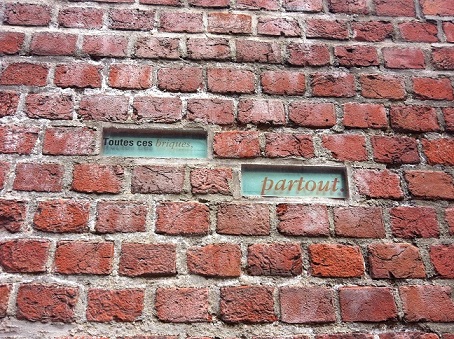 Toutes ces briques,
partout.